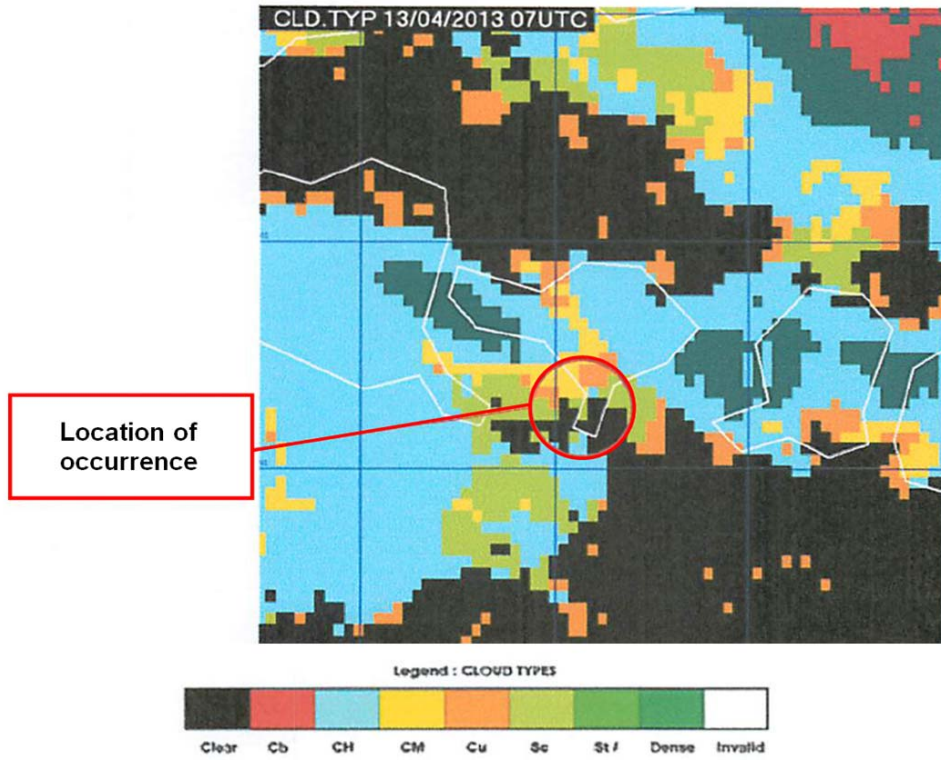 CLD.TYP 13/04/2013 07UTC
Location of
occurrence
Legend : CLOUD TYPES
Clear Cb CH CM Cu Sc St / Dense Invalid